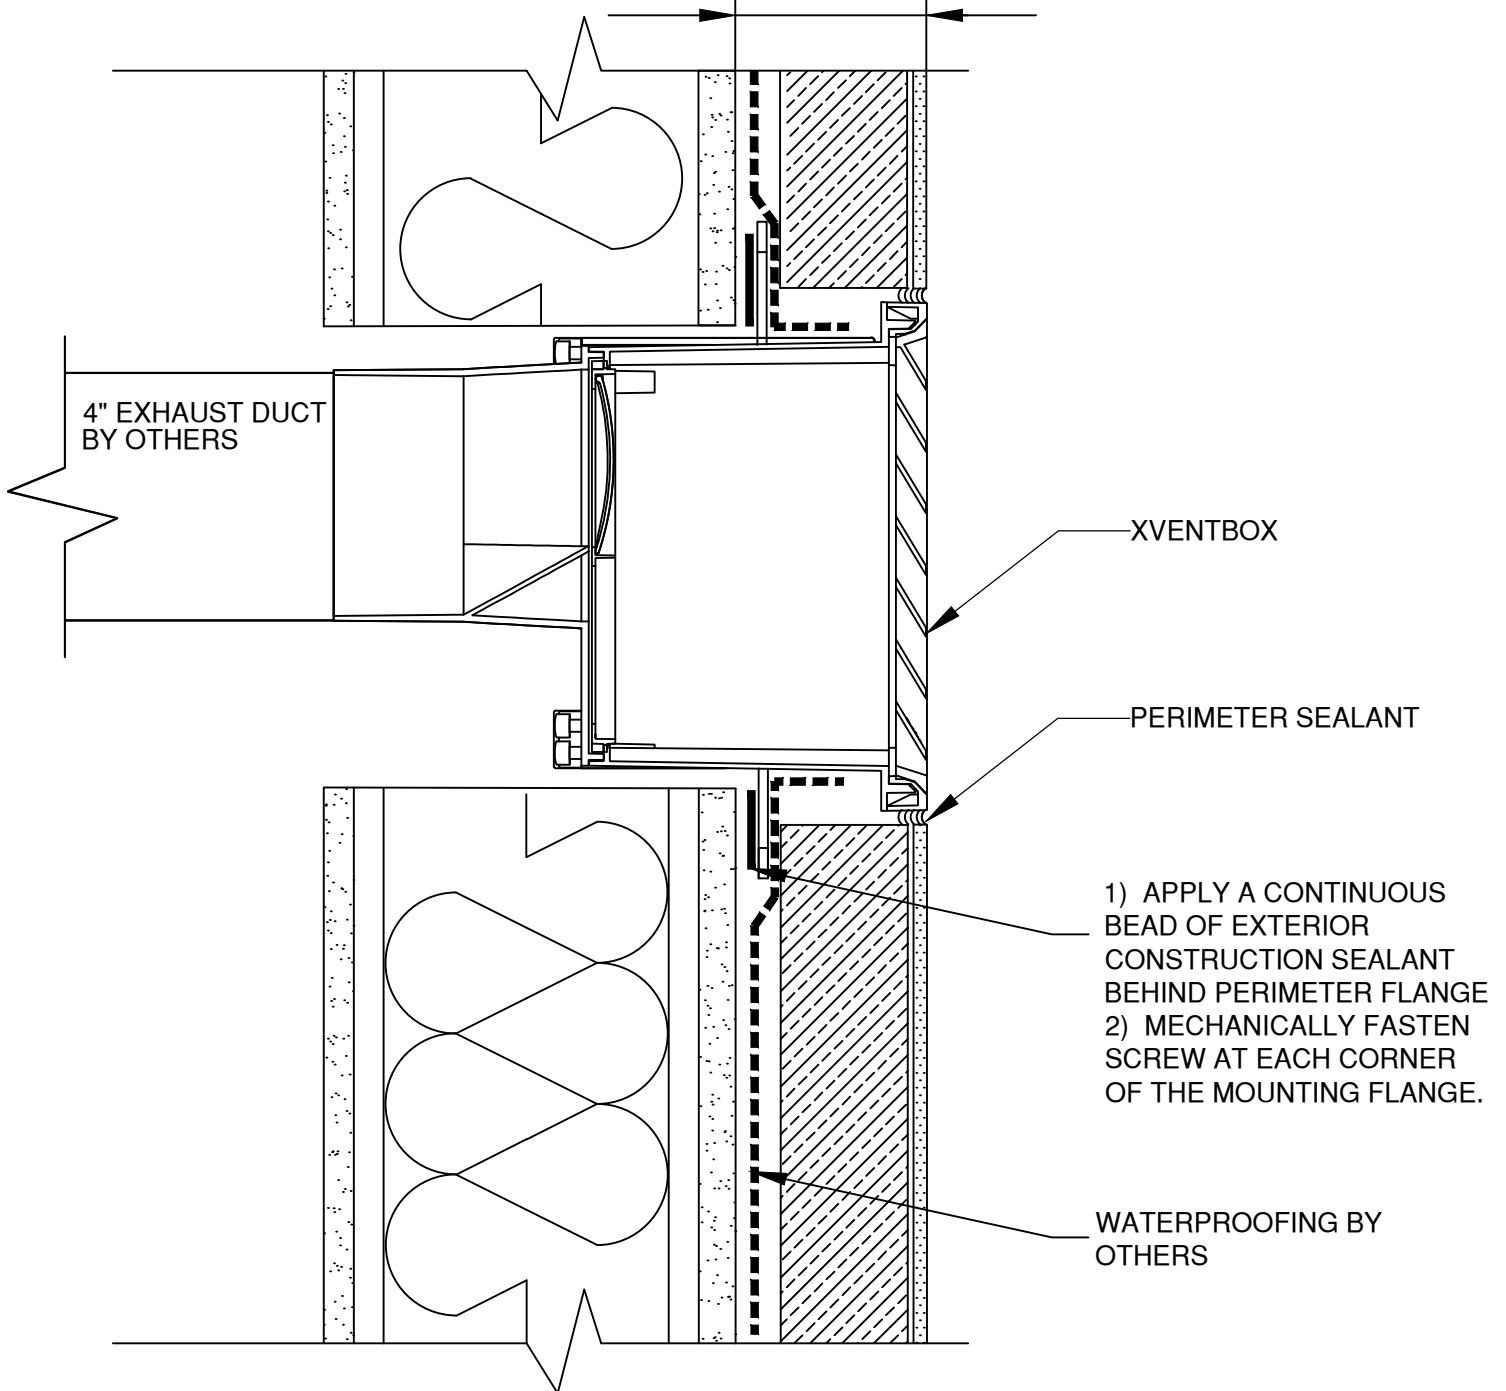 4" EXHAUST DUCT
BY OTHERS
XVENTBOX
PERIMETER SEALANT
1) APPLY A CONTINUOUS
BEAD OF EXTERIOR
CONSTRUCTION SEALANT
BEHIND PERIMETER FLANGE
2) MECHANICALLY FASTEN
SCREW AT EACH CORNER
OF THE MOUNTING FLANGE.
WATERPROOFING BY
OTHERS